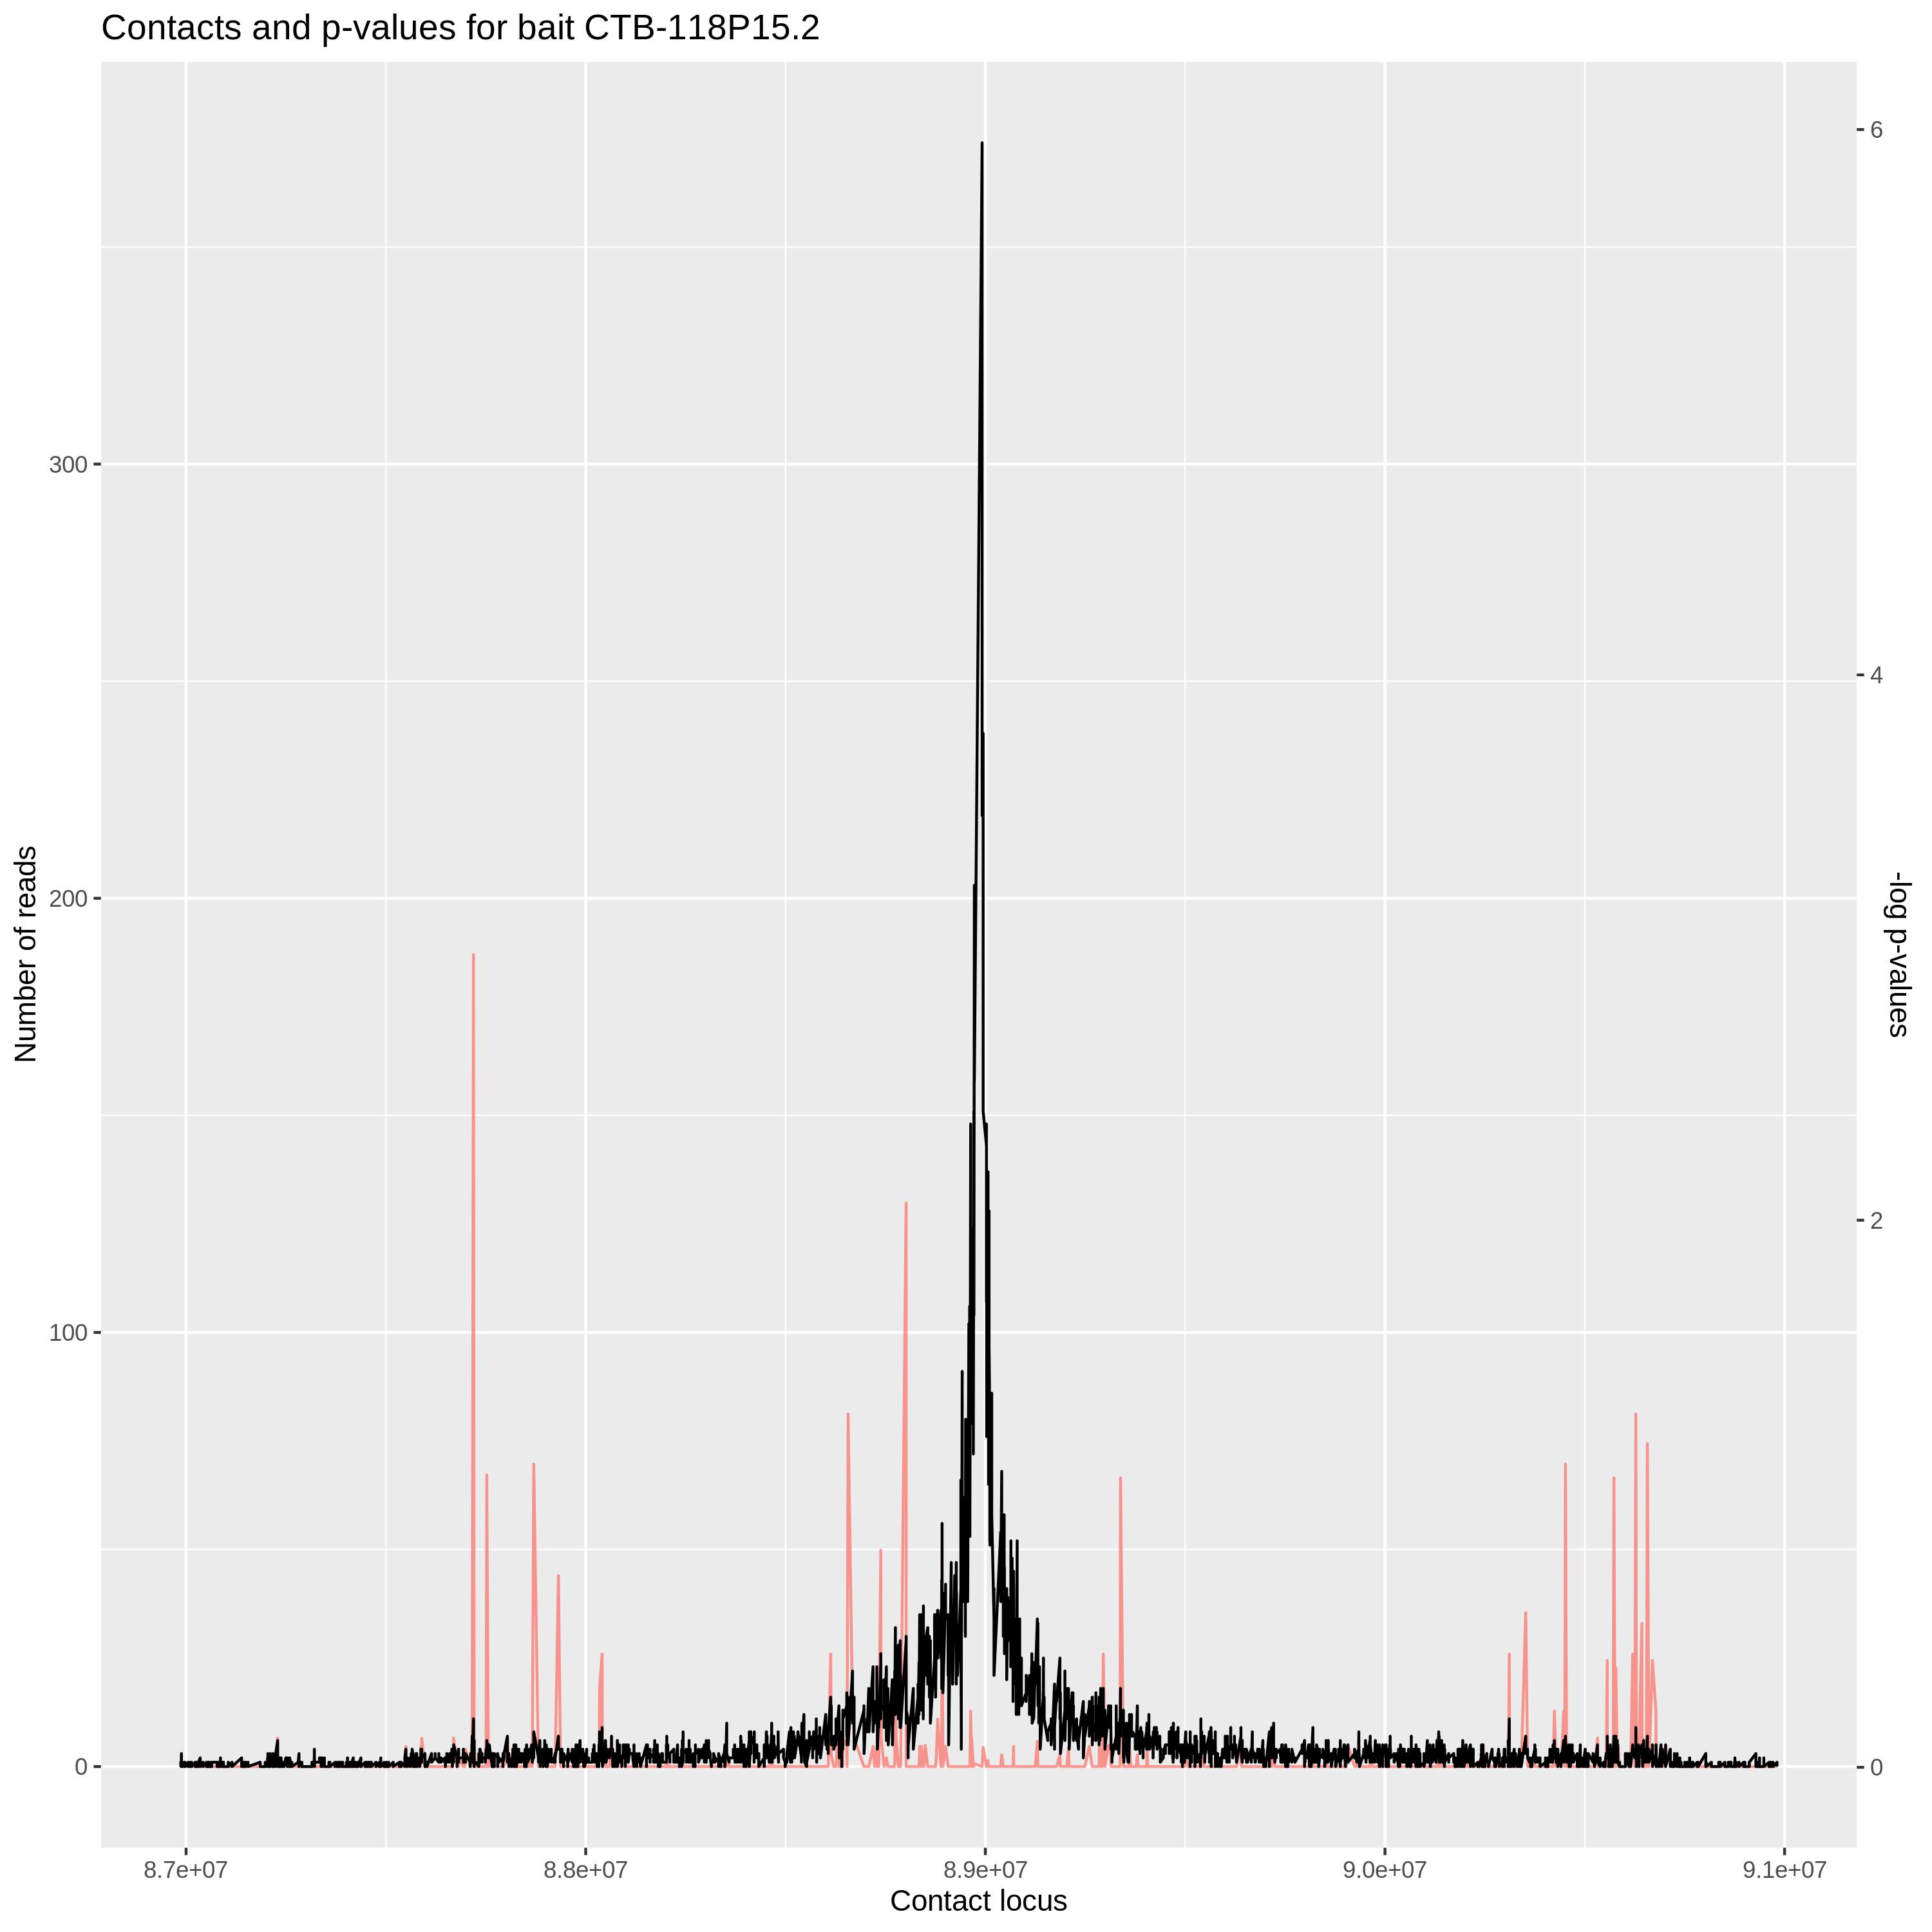 Contacts and p-values for bait CTB-118P15.2
Number of reads
300
200
100
0
6
4
2
0
-log p-values
8.7e+07
8.8e+07
8.9e+07
9.0e+07
9.1e+07
Contact locus